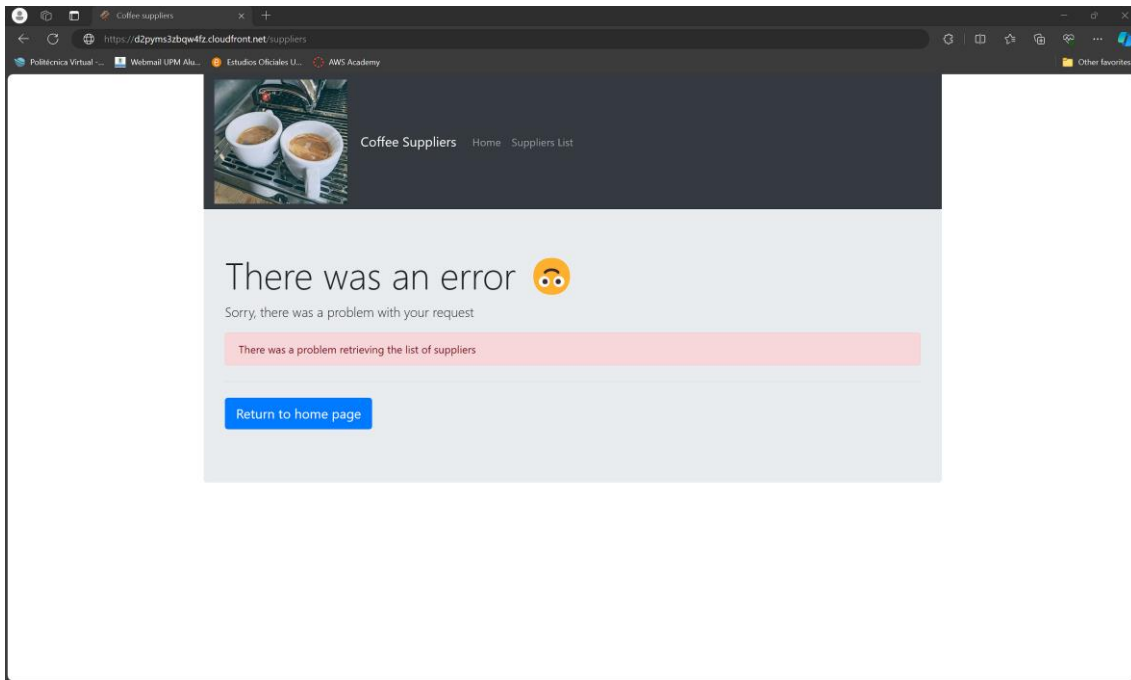 Coffee suppliers
https://d2pyms3zbqw4fz.cloudfront.net/suppliers
Politécnica Virtual -...
Webmail UPM Alu...
Estudios Oficiales U...
AWS Academy
Other favorites
Coffee Suppliers Home Suppliers List
There was an error
Sorry, there was a problem with your request
There was a problem retrieving the list of suppliers
Return to home page